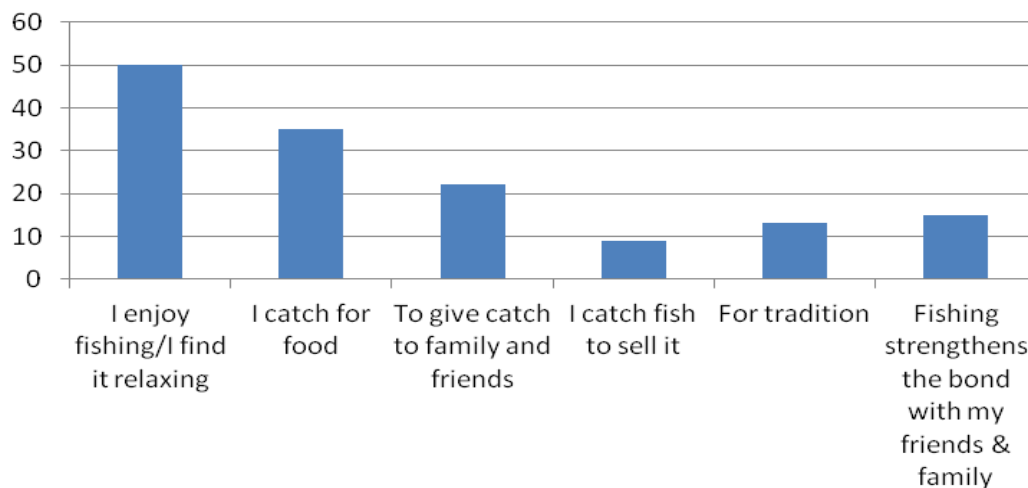 60
50
40
30
20
10
0
I enjoy
fishing/I find
it relaxing
I catch for
food
To give catch
to family and
friends
I catch fish
to sell it
For tradition
Fishing
strengthens
the bond
with my
friends &
family